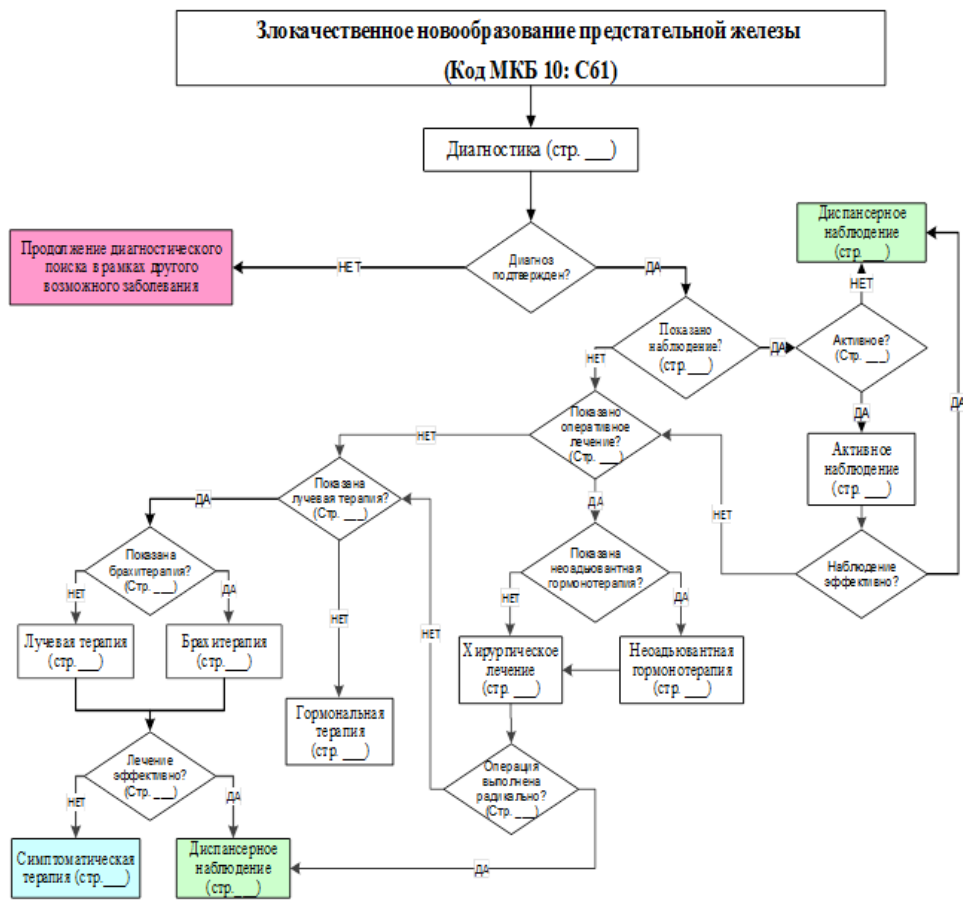 Злокачественное новообразование предстательной железы
(Код МКБ 10: C61)
Диагностика (стр. ___)
Диспансерное
наблюдение
(стр.___)
Продолжение диагностического
поиска в рамках другого
возможного заболевания
НЕТ
Диагноз
подтвержден?
ДА
НЕТ
Показано
наблюдение?
(стр.___)
ДА
Активное?
(Стр. ___)
НЕТ
ДА
ДА
Показано
оперативное
лечение?
(Стр. ___)
НЕТ
Активное
наблюдение
(стр. ___)
Показана
лучевая терапия?
(Стр. ___)
ДА
ДА
НЕТ
Показана
брахитерапия?
(Стр. ___)
Показана
неоадьювантная
гормонотерапия?
Наблюдение
эффективно?
НЕТ
ДА
НЕТ
ДА
НЕТ
Лучевая терапия
(стр.___)
Брахитерапия
(стр.___)
Хирургическое
лечение
(стр. ___)
Неоадьювантная
гормонотерапия
(стр. ___)
Гормональная
терапия
(стр. ___)
Лечение
эффективно?
(Стр. ___)
Операция
выполнена
радикально?
(Стр. ___)
НЕТ
ДА
Симптоматическая
терапия (стр.___)
Диспансерное
наблюдение
(стр.___)
ДА